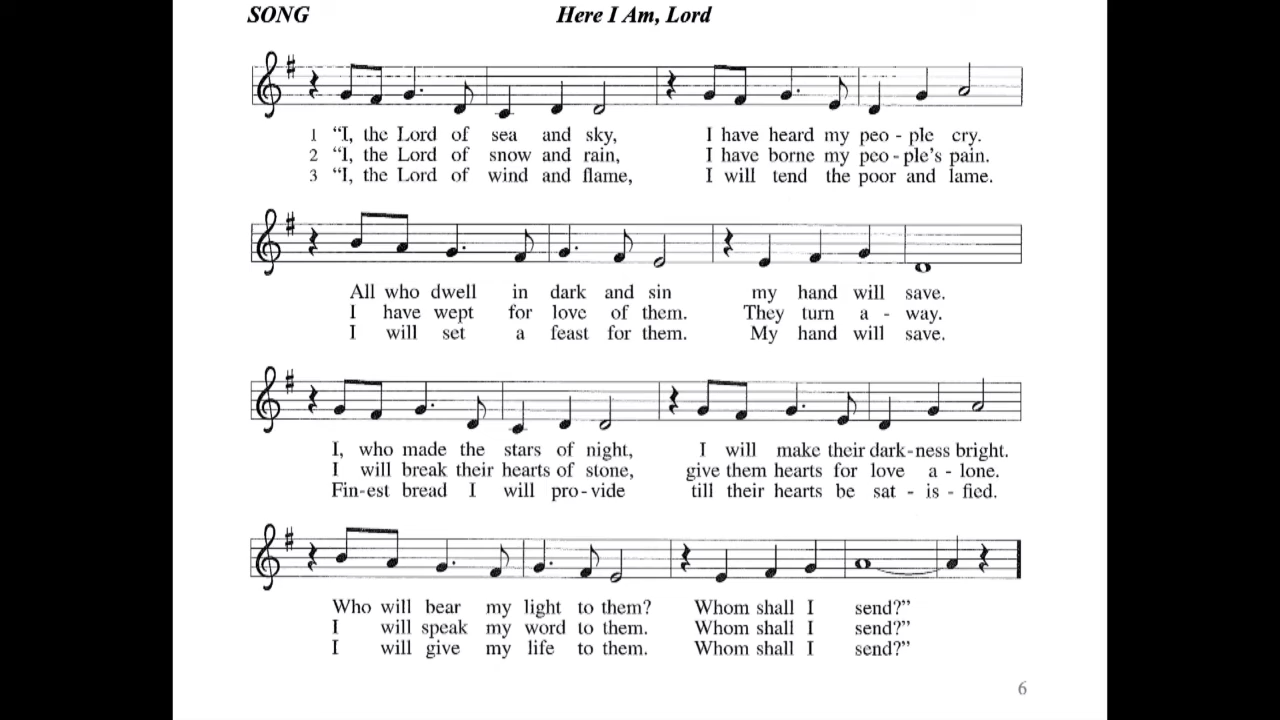 SONG Here I Am, Lord
1 “I, the Lord of sea and sky, I have heard my peo - ple cry.
2 “I, the Lord of snow and rain, I have borne my peo - ple’s pain.
3 “I, the Lord of wind and flame, I will tend the poor and lame.
All who dwell in dark and sin my hand will save.
I have wept for love of them. They turn a - way.
I will set a feast for them. My hand will save.
I, who made the stars of night, I will make their dark - ness bright.
I will break their hearts of stone, give them hearts for love a - lone.
Fin - est bread I will pro - vide till their hearts be sat - is - fied.
Who will bear my light to them? Whom shall I send?”
I will speak my word to them. Whom shall I send?”
I will give my life to them. Whom shall I send?”
6